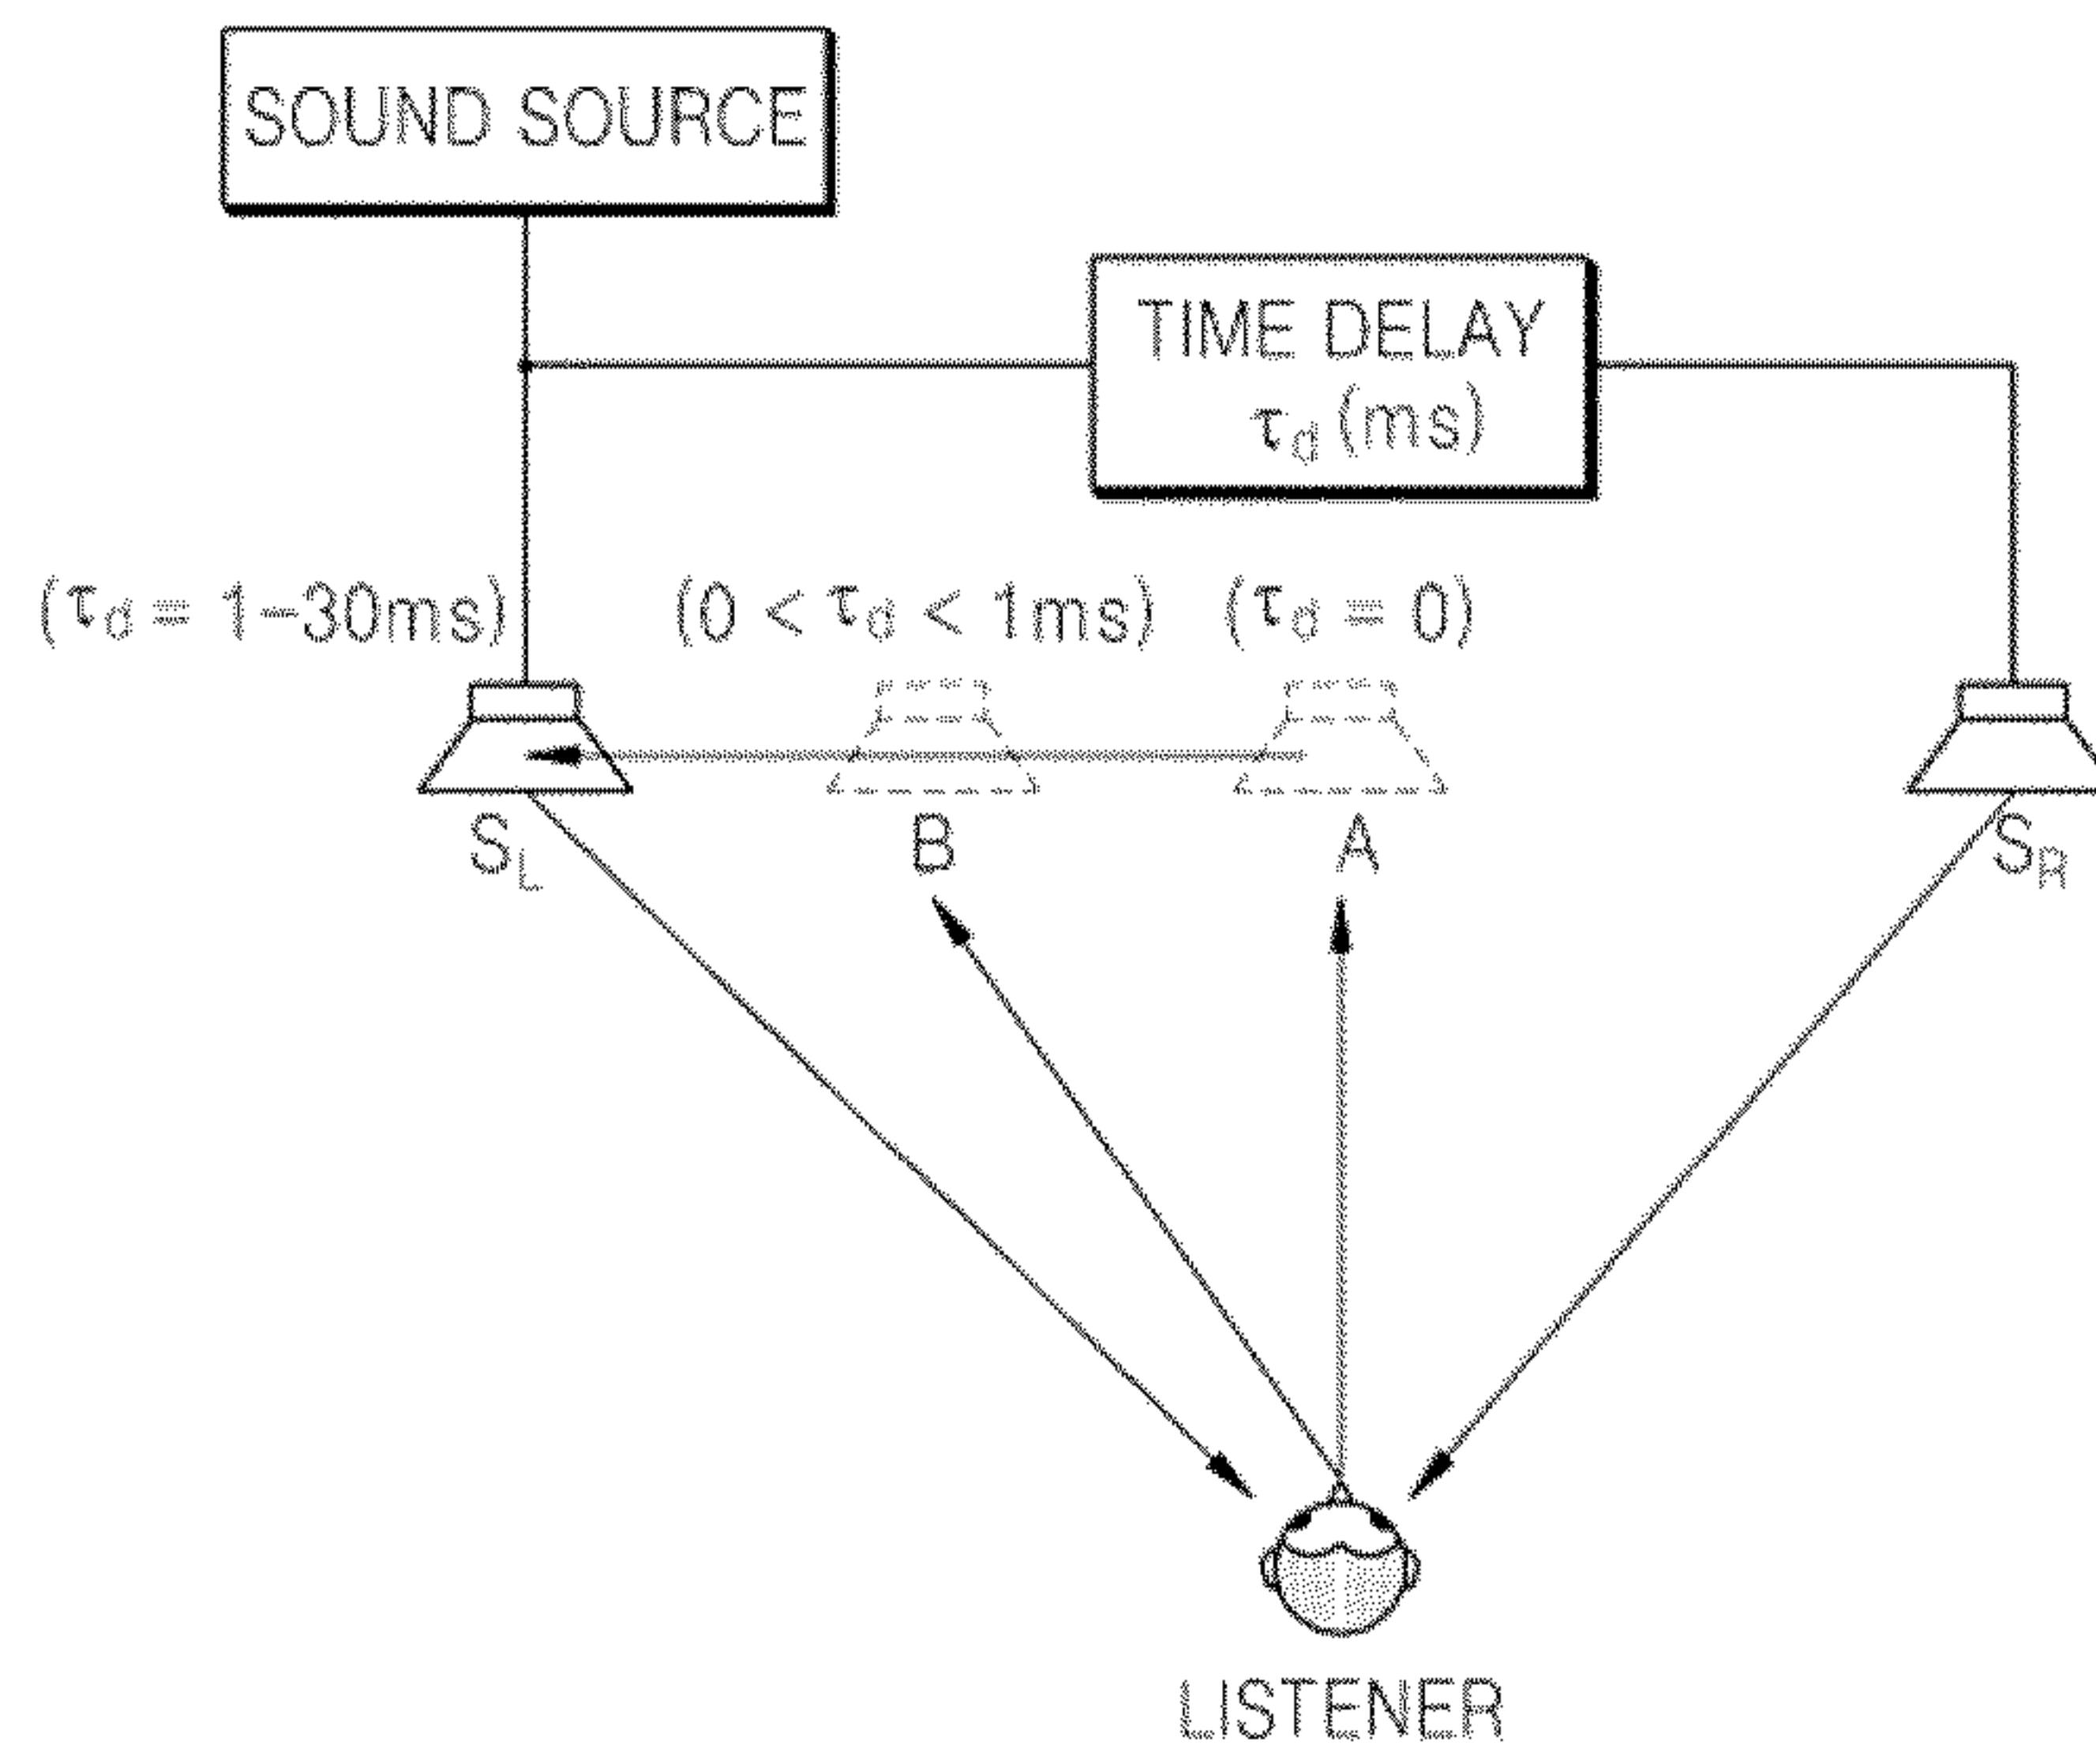 SOUND SOURCE
TIME DELAY
τd (ms)
(τd = 1–30ms) (0 < τd < 1ms) (τd = 0)
SL B A SR
LISTENER